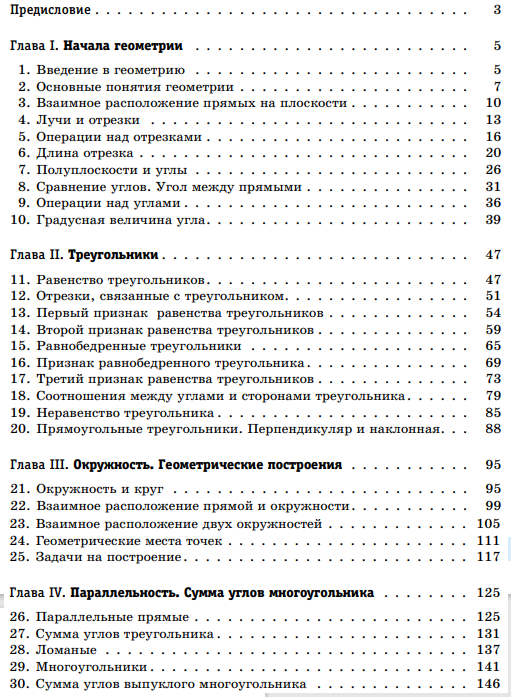 Предисловие . . . . . . . . . . . . . . . . . . . . . . . . . . . . . . 3
Глава I. Начала геометрии . . . . . . . . . . . . . . . . . . . . . . 5
1. Введение в геометрию . . . . . . . . . . . . . . . . . . . . . . 5
2. Основные понятия геометрии . . . . . . . . . . . . . . . . . . 7
3. Взаимное расположение прямых на плоскости . . . . . . . . . 10
4. Лучи и отрезки . . . . . . . . . . . . . . . . . . . . . . . . . 13
5. Операции над отрезками . . . . . . . . . . . . . . . . . . . . 16
6. Длина отрезка . . . . . . . . . . . . . . . . . . . . . . . . . 20
7. Полуплоскости и углы . . . . . . . . . . . . . . . . . . . . . 26
8. Сравнение углов. Угол между прямыми . . . . . . . . . . . . 31
9. Операции над углами . . . . . . . . . . . . . . . . . . . . . . 36
10. Градусная величина угла. . . . . . . . . . . . . . . . . . . . 39
Глава II. Треугольники . . . . . . . . . . . . . . . . . . . . . . . . 47
11. Равенство треугольников. . . . . . . . . . . . . . . . . . . . 47
12. Отрезки, связанные с треугольником. . . . . . . . . . . . . . 51
13. Первый признак равенства треугольников . . . . . . . . . . . 54
14. Второй признак равенства треугольников . . . . . . . . . . . 59
15. Равнобедренные треугольники . . . . . . . . . . . . . . . . . 65
16. Признак равнобедренного треугольника . . . . . . . . . . . . 69
17. Третий признак равенства треугольников . . . . . . . . . . . 73
18. Соотношения между углами и сторонами треугольника . . . . . 79
19. Неравенство треугольника . . . . . . . . . . . . . . . . . . . 85
20. Прямоугольные треугольники. Перпендикуляр и наклонная. . . 88
Глава III. Окружность. Геометрические построения . . . . . . . . . . 95
21. Окружность и круг . . . . . . . . . . . . . . . . . . . . . . . 95
22. Взаимное расположение прямой и окружности . . . . . . . . . 99
23. Взаимное расположение двух окружностей . . . . . . . . . . . 105
24. Геометрические места точек . . . . . . . . . . . . . . . . . . 111
25. Задачи на построение . . . . . . . . . . . . . . . . . . . . . . 117
Глава IV. Параллельность. Сумма углов многоугольника . . . . . . . 125
26. Параллельные прямые . . . . . . . . . . . . . . . . . . . . . 125
27. Сумма углов треугольника . . . . . . . . . . . . . . . . . . . 131
28. Ломаные . . . . . . . . . . . . . . . . . . . . . . . . . . . . 137
29. Многоугольники . . . . . . . . . . . . . . . . . . . . . . . . 141
30. Сумма углов выпуклого многоугольника . . . . . . . . . . . . 146